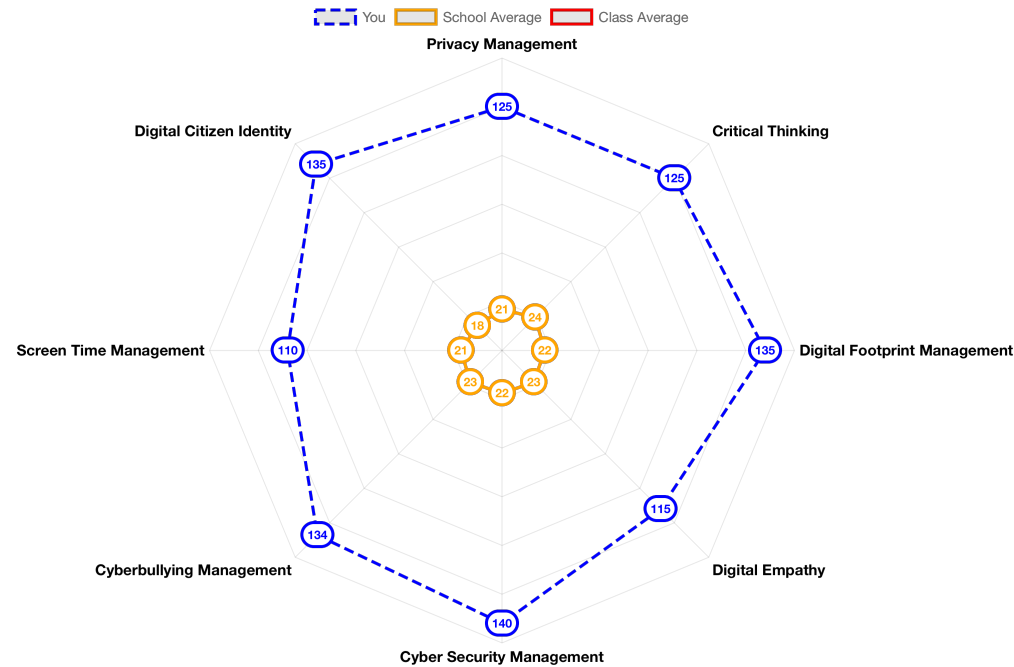 You School Average Class Average
Privacy Management
125
Digital Citizen Identity
Critical Thinking
135
125
21
24
18
Screen Time Management
110
21
22
135
Digital Footprint Management
23
23
22
115
134
Cyberbullying Management
Digital Empathy
140
Cyber Security Management